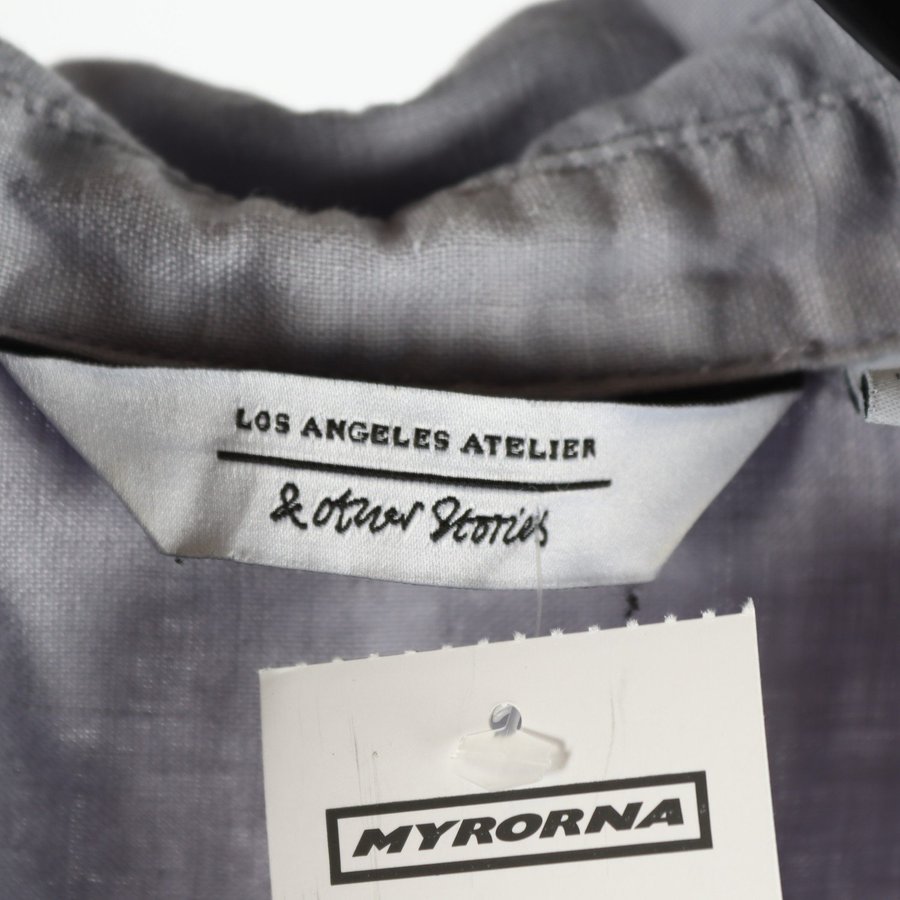 LOS ANGELES ATELIER
& other Stories
MYRORNA